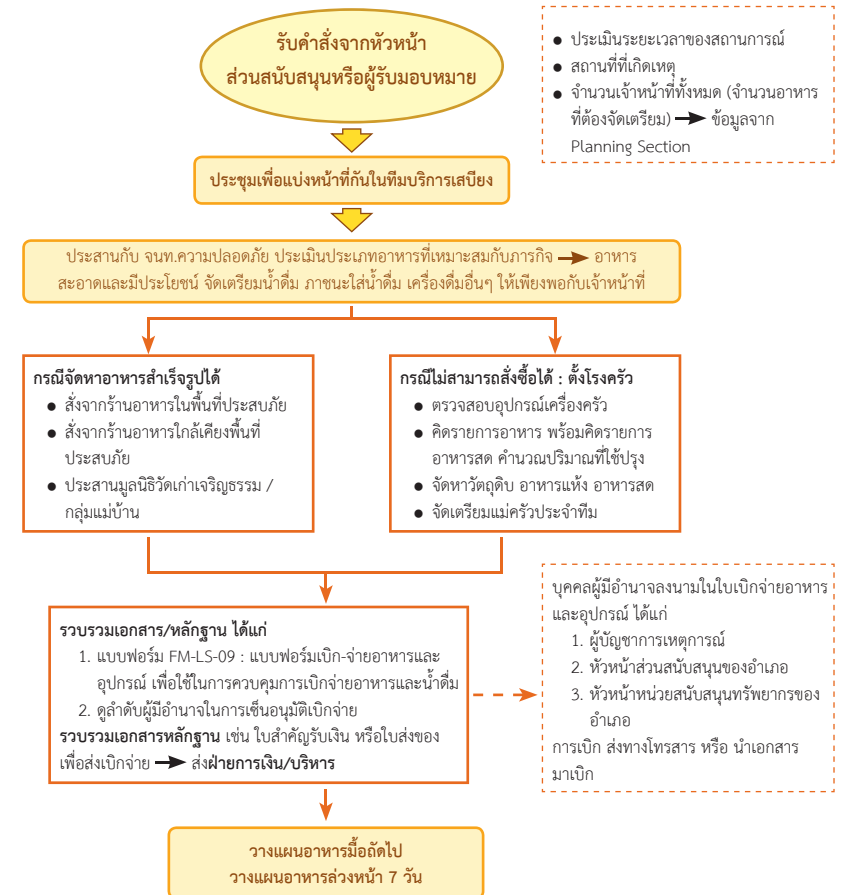 รับคำสั่งจากหัวหน้า
ส่วนสนับสนุนหรือผู้รับมอบหมาย
● ประเมินระยะเวลาของสถานการณ์
● สถานที่ที่เกิดเหตุ
● จำนวนเจ้าหน้าที่ทั้งหมด (จำนวนอาหาร
ที่ต้องจัดเตรียม) → ข้อมูลจาก
Planning Section
ประชุมเพื่อแบ่งหน้าที่กันในทีมบริการเสบียง
ประสานกับ จนท.ความปลอดภัย ประเมินประเภทอาหารที่เหมาะสมกับภารกิจ → อาหาร
สะอาดและมีประโยชน์ จัดเตรียมน้ำดื่ม ภาชนะใส่น้ำดื่ม เครื่องดื่มอื่นๆ ให้เพียงพอกับเจ้าหน้าที่
กรณีจัดหาอาหารสำเร็จรูปได้
● สั่งจากร้านอาหารในพื้นที่ประสบภัย
● สั่งจากร้านอาหารใกล้เคียงพื้นที่
ประสบภัย
● ประสานมูลนิธิวัดเก่าเจริญธรรม /
กลุ่มแม่บ้าน
กรณีไม่สามารถสั่งซื้อได้ : ตั้งโรงครัว
● ตรวจสอบอุปกรณ์เครื่องครัว
● คิดรายการอาหาร พร้อมคิดรายการ
อาหารสด คำนวณปริมาณที่ใช้ปรุง
● จัดหาวัตถุดิบ อาหารแห้ง อาหารสด
● จัดเตรียมแม่ครัวประจำทีม
รวบรวมเอกสาร/หลักฐาน ได้แก่
1. แบบฟอร์ม FM-LS-09 : แบบฟอร์มเบิก-จ่ายอาหารและ
อุปกรณ์ เพื่อใช้ในการควบคุมการเบิกจ่ายอาหารและน้ำดื่ม
2. ดูลำดับผู้มีอำนาจในการเซ็นอนุมัติเบิกจ่าย
รวบรวมเอกสารหลักฐาน เช่น ใบสำคัญรับเงิน หรือใบส่งของ
เพื่อส่งเบิกจ่าย → ส่งฝ่ายการเงิน/บริหาร
บุคคลผู้มีอำนาจลงนามในใบเบิกจ่ายอาหาร
และอุปกรณ์ ได้แก่
1. ผู้บัญชาการเหตุการณ์
2. หัวหน้าส่วนสนับสนุนของอำเภอ
3. หัวหน้าหน่วยสนับสนุนทรัพยากรของ
อำเภอ
การเบิก ส่งทางโทรสาร หรือ นำเอกสาร
มาเบิก
วางแผนอาหารมื้อถัดไป
วางแผนอาหารล่วงหน้า 7 วัน